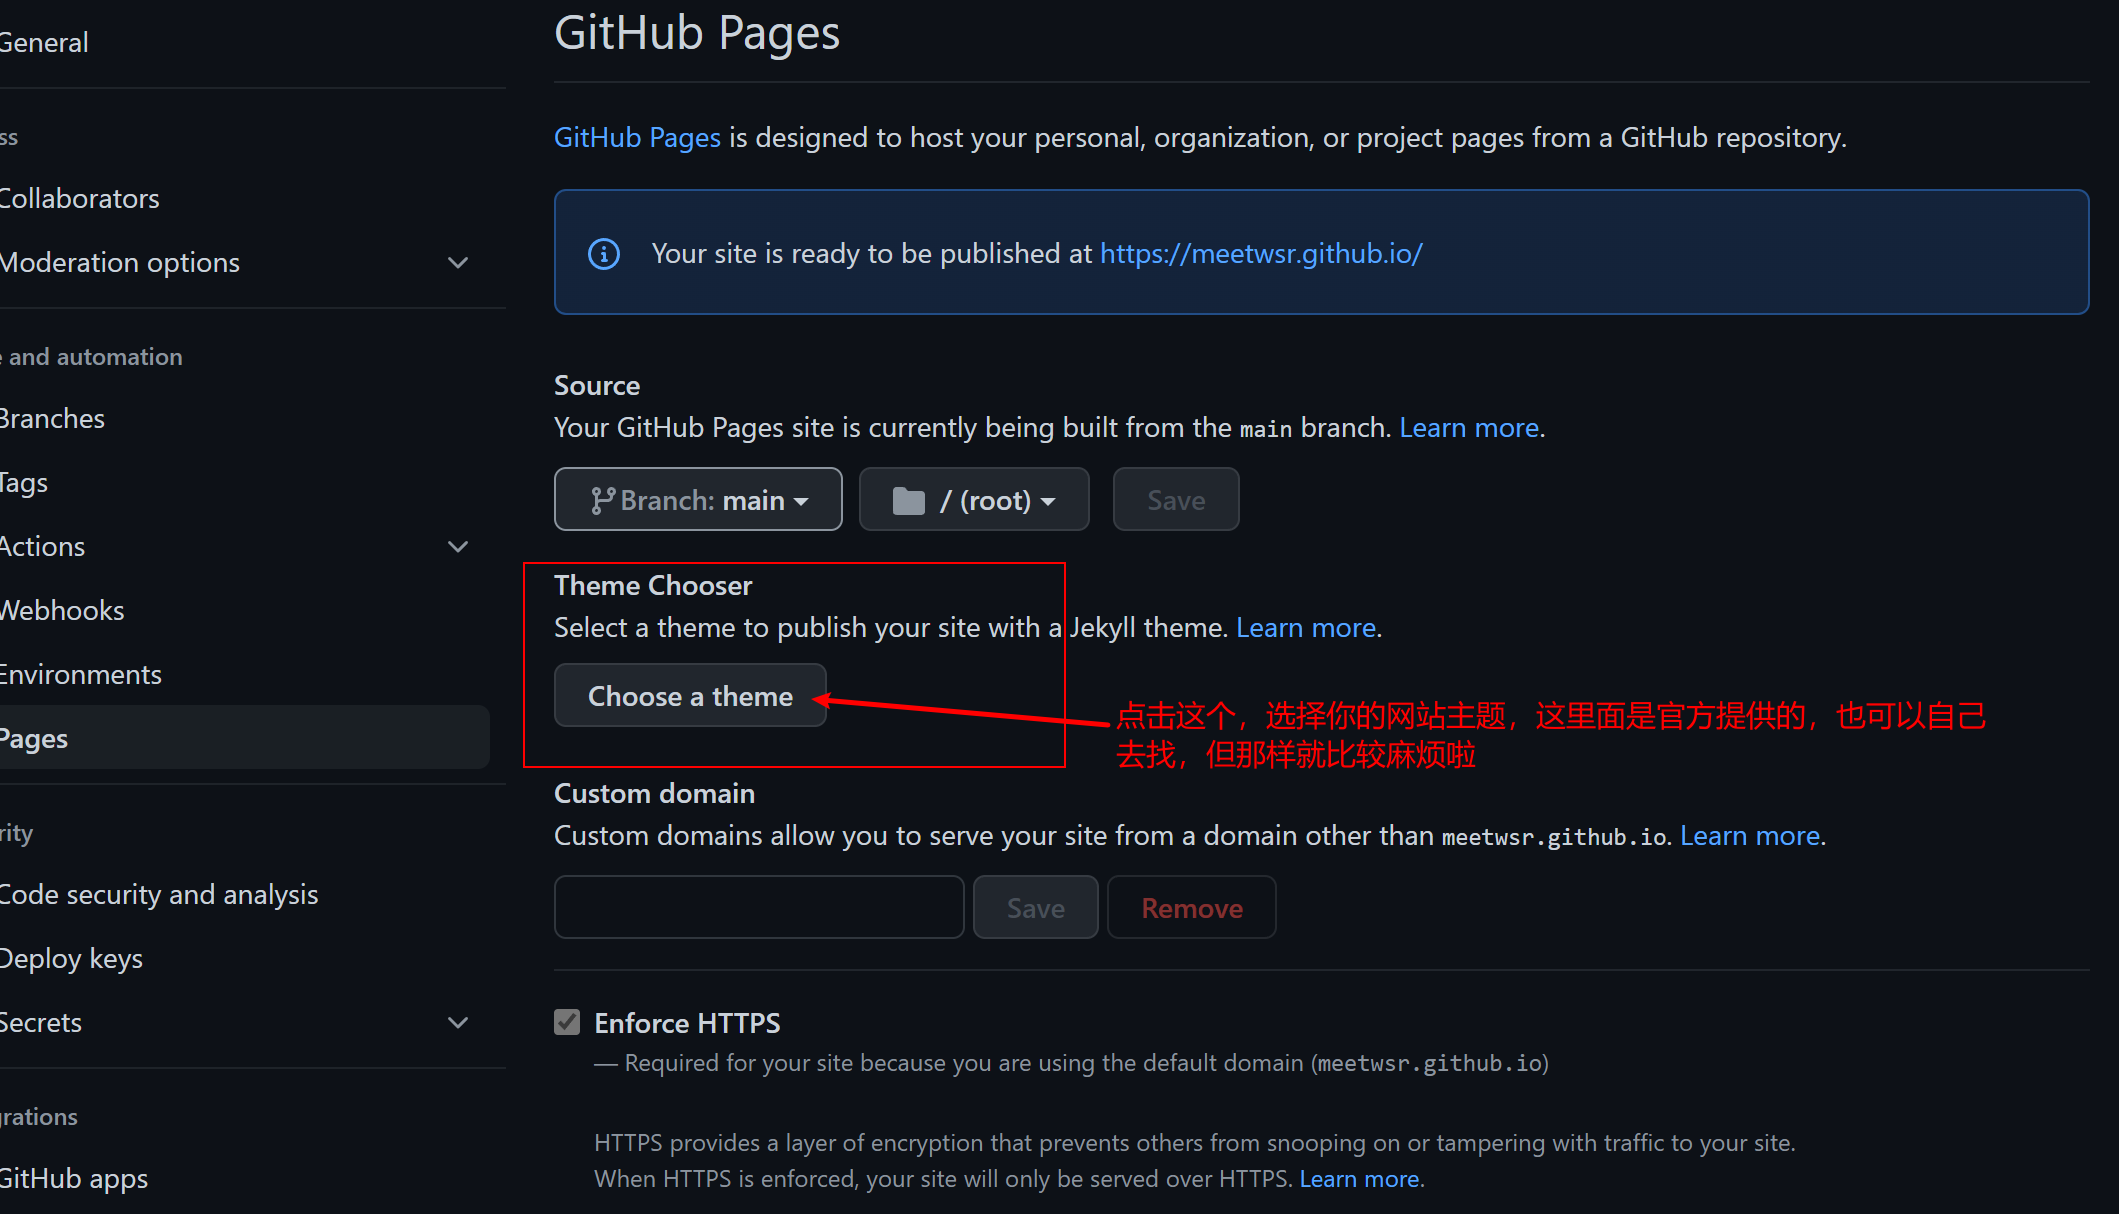 General
ss
Collaborators
Moderation options
e and automation
Branches
Tags
Actions
Webhooks
Environments
Pages
rity
Code security and analysis
Deploy keys
Secrets
grations
GitHub apps
GitHub Pages
GitHub Pages is designed to host your personal, organization, or project pages from a GitHub repository.
Your site is ready to be published at https://meetwsr.github.io/
Source
Your GitHub Pages site is currently being built from the main branch. Learn more.
Branch: main / (root) Save
Theme Chooser
Select a theme to publish your site with a Jekyll theme. Learn more.
Choose a theme
点击这个，选择你的网站主题，这里面是官方提供的，也可以自己
去找，但那样就比较麻烦啦
Custom domain
Custom domains allow you to serve your site from a domain other than meetwsr.github.io. Learn more.
Save Remove
Enforce HTTPS
— Required for your site because you are using the default domain (meetwsr.github.io)
HTTPS provides a layer of encryption that prevents others from snooping on or tampering with traffic to your site.
When HTTPS is enforced, your site will only be served over HTTPS. Learn more.